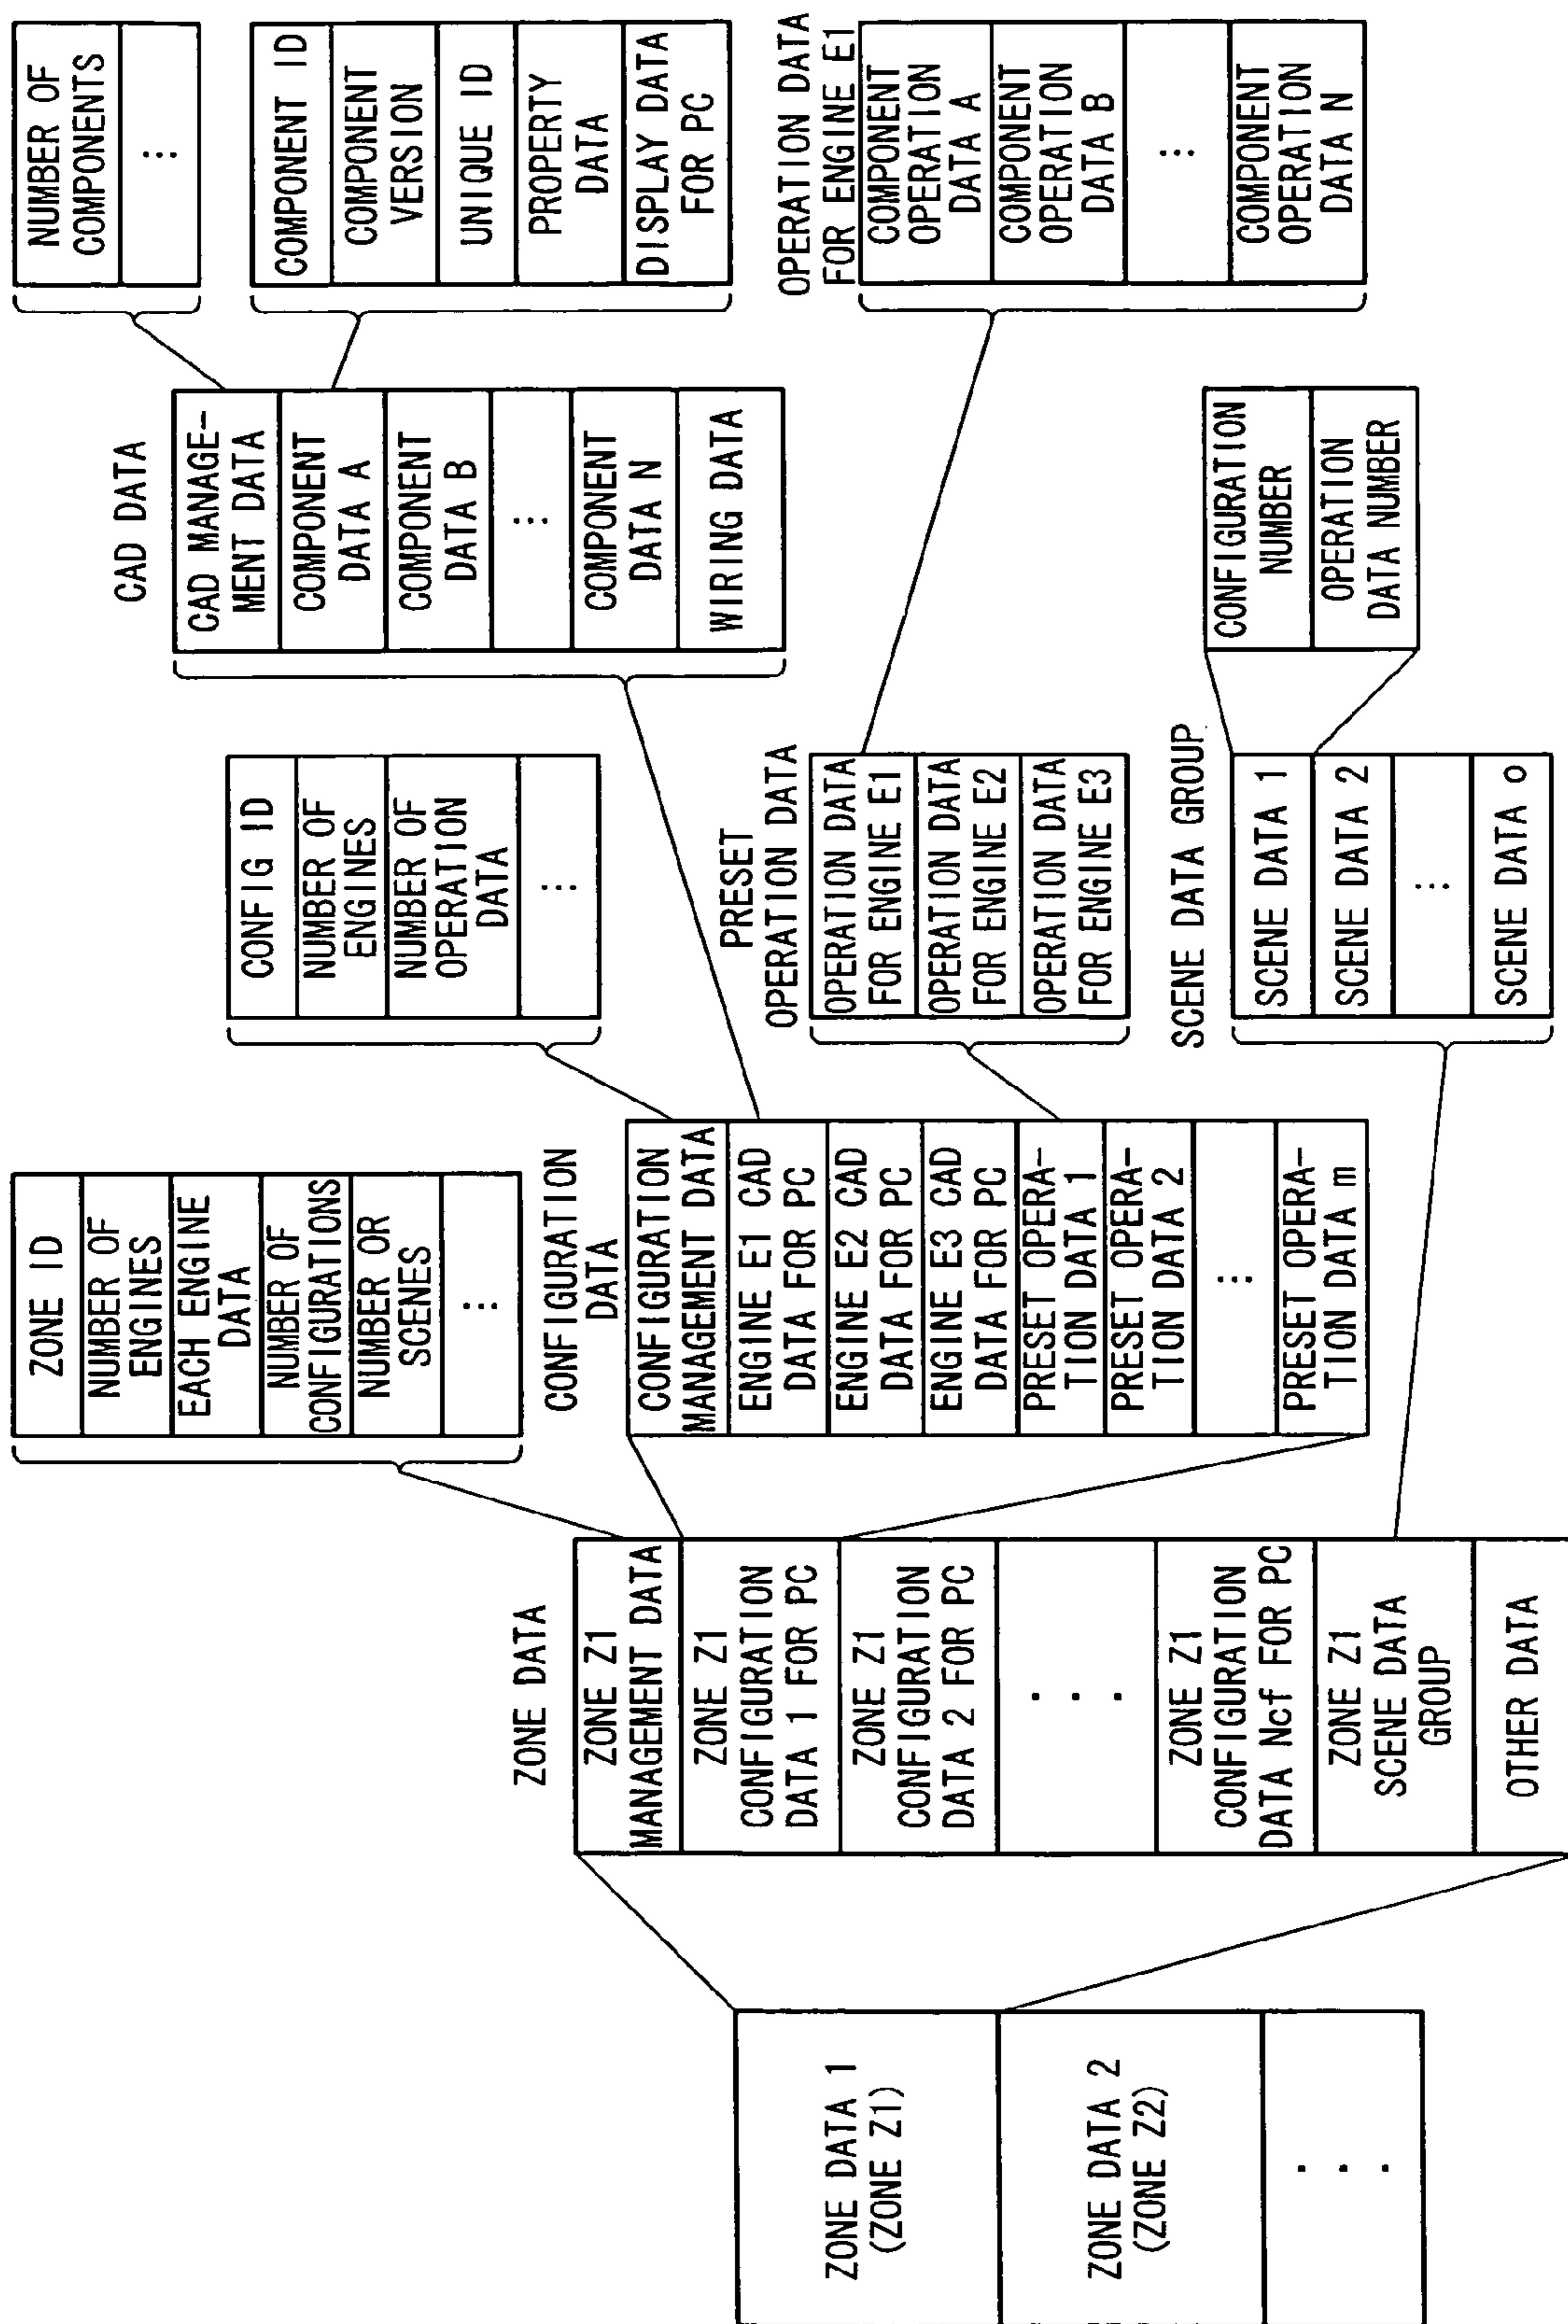 ZONE DATA 1
(ZONE Z1)
ZONE DATA 2
(ZONE Z2)
. . .
ZONE DATA
ZONE Z1
MANAGEMENT DATA
ZONE Z1
CONFIGURATION
DATA 1 FOR PC
ZONE Z1
CONFIGURATION
DATA 2 FOR PC
. . .
ZONE Z1
CONFIGURATION
DATA Ncf FOR PC
ZONE Z1
SCENE DATA
GROUP
OTHER DATA
ZONE ID
NUMBER OF
ENGINES
EACH ENGINE
DATA
NUMBER OF
CONFIGURATIONS
NUMBER OR
SCENES
...
CONFIGURATION
DATA
CONFIGURATION
MANAGEMENT DATA
ENGINE E1 CAD
DATA FOR PC
ENGINE E2 CAD
DATA FOR PC
ENGINE E3 CAD
DATA FOR PC
PRESET OPERA-
TION DATA 1
PRESET OPERA-
TION DATA 2
...
PRESET OPERA-
TION DATA m
CONFIG ID
NUMBER OF
ENGINES
NUMBER OF
OPERATION
DATA
...
PRESET
OPERATION DATA
OPERATION DATA
FOR ENGINE E1
OPERATION DATA
FOR ENGINE E2
OPERATION DATA
FOR ENGINE E3
SCENE DATA GROUP
SCENE DATA 1
SCENE DATA 2
...
SCENE DATA o
CAD DATA
CAD MANAGE-
MENT DATA
COMPONENT
DATA A
COMPONENT
DATA B
...
COMPONENT
DATA N
WIRING DATA
CONFIGURATION
NUMBER
OPERATION
DATA NUMBER
NUMBER OF
COMPONENTS
...
COMPONENT ID
COMPONENT
VERSION
UNIQUE ID
PROPERTY
DATA
DISPLAY DATA
FOR PC
OPERATION DATA
FOR ENGINE E1
COMPONENT
OPERATION
DATA A
COMPONENT
OPERATION
DATA B
...
COMPONENT
OPERATION
DATA N